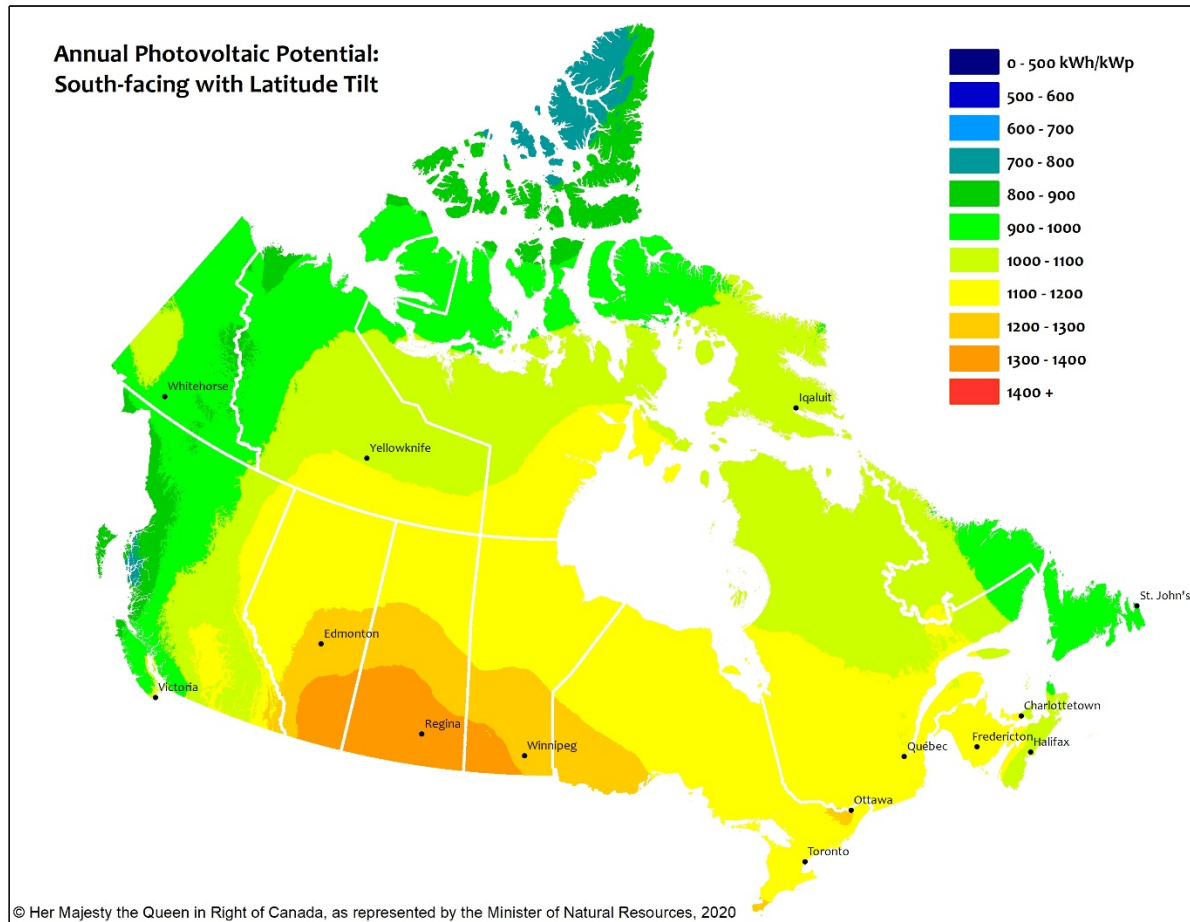 Annual Photovoltaic Potential:
South-facing with Latitude Tilt
0 - 500 kWh/kWp
500 - 600
600 - 700
700 - 800
800 - 900
900 - 1000
1000 - 1100
1100 - 1200
1200 - 1300
1300 - 1400
1400 +
Whitehorse
Iqaluit
Yellowknife
St. John's
Edmonton
Victoria
Charlottetown
Regina
Fredericton
Winnipeg
Québec
Halifax
Ottawa
Toronto
© Her Majesty the Queen in Right of Canada, as represented by the Minister of Natural Resources, 2020